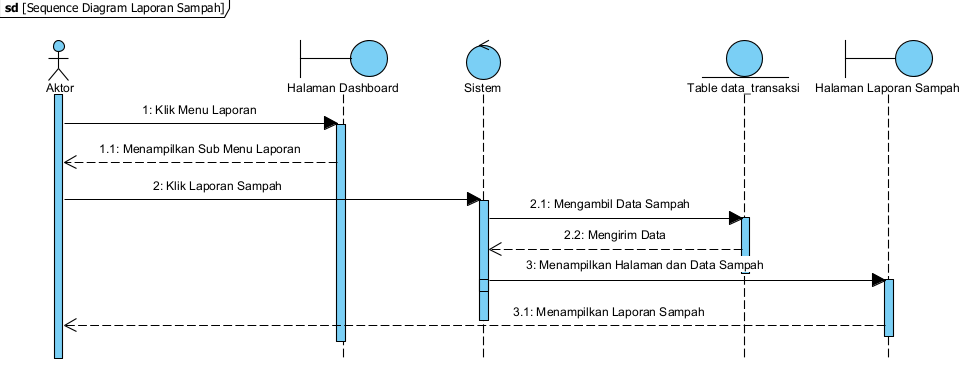 sd [Sequence Diagram Laporan Sampah]
Aktor
Halaman Dashboard
Sistem
Table data_transaksi
Halaman Laporan Sampah
1: Klik Menu Laporan
1.1: Menampilkan Sub Menu Laporan
2: Klik Laporan Sampah
2.1: Mengambil Data Sampah
2.2: Mengirim Data
3: Menampilkan Halaman dan Data Sampah
3.1: Menampilkan Laporan Sampah